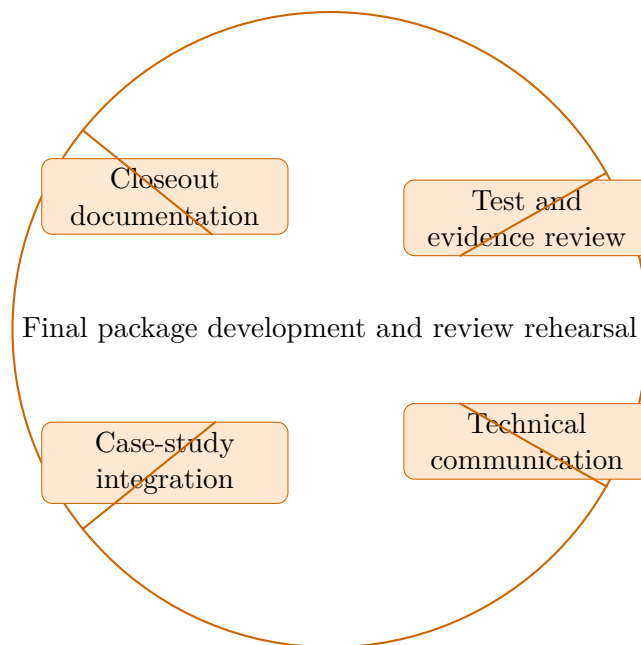 Closeout
documentation
Test and
evidence review
Final package development and review rehearsal
Case-study
integration
Technical
communication